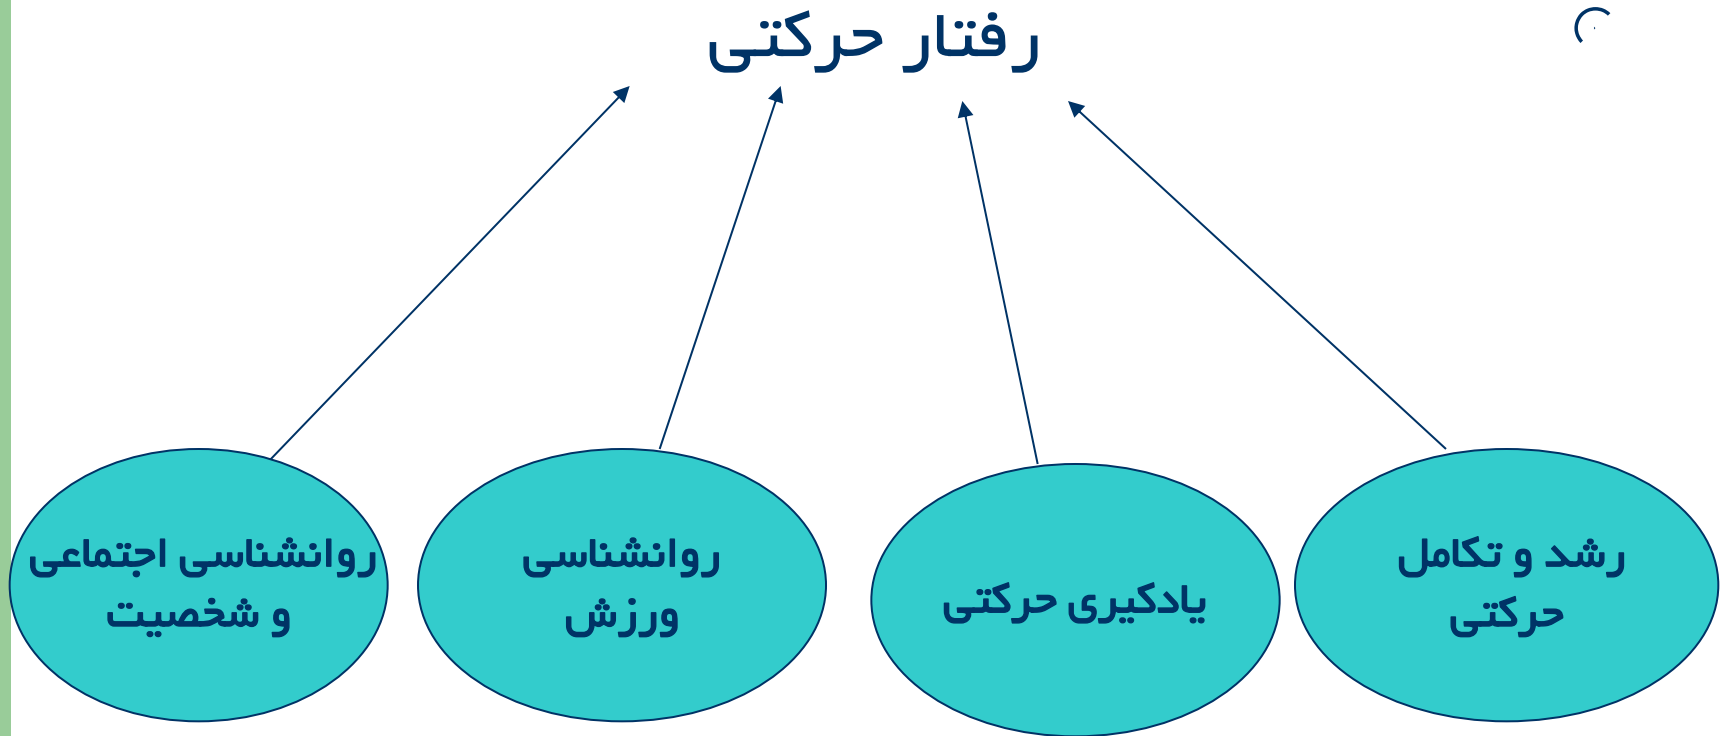 رفتار حرکتی
رشد و تکامل
حرکتی
یادگیری حرکتی
روانشناسی
ورزش
روانشناسی اجتماعی
و شخصیت